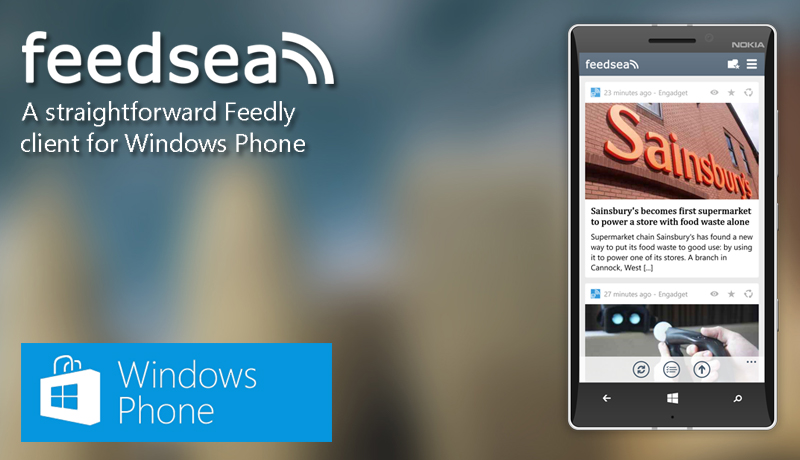 feedsea
A straightforward Feedly
client for Windows Phone
Windows
Phone
NOKIA
feedsea
23 minutes ago - Engadget
Sainsbury's
Sainsbury's becomes first supermarket
to power a store with food waste alone
Supermarket chain Sainsbury's has found a new
way to put its food waste to good use: by using
it to power one of its stores. A branch in
Cannock, West [...]
27 minutes ago - Engadget